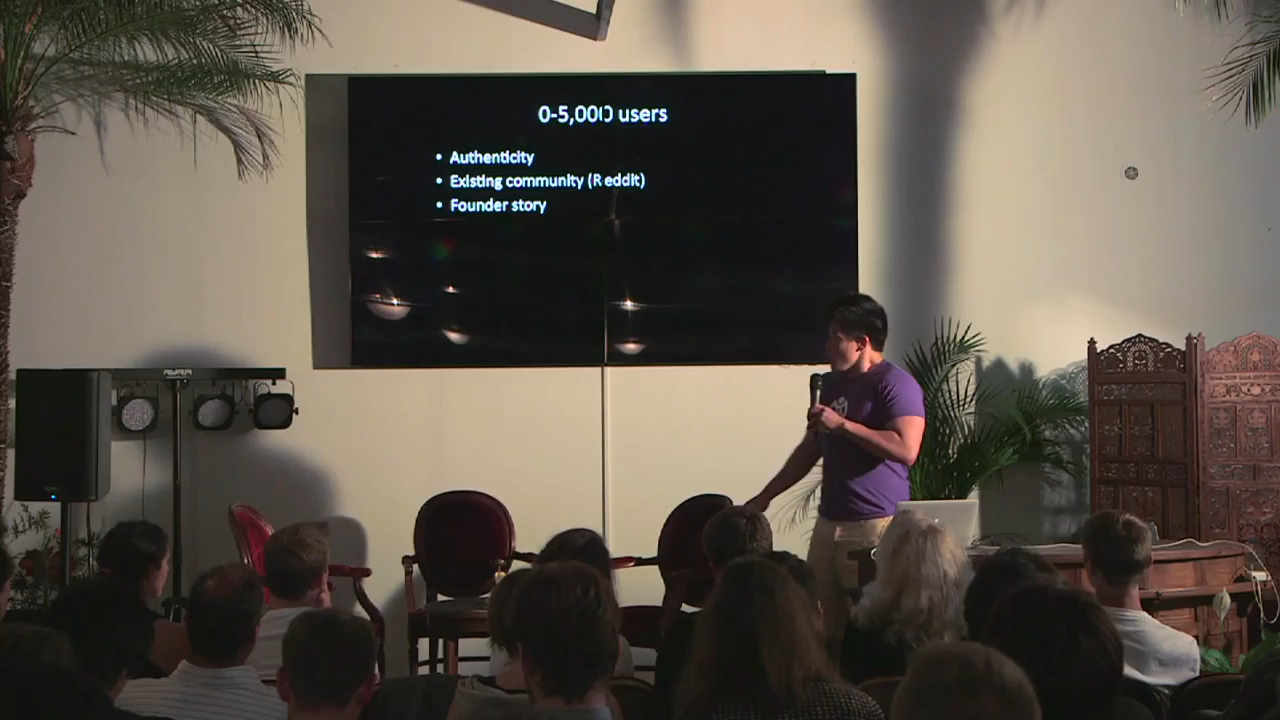 0-5,000 users
• Authenticity
• Existing community (Reddit)
• Founder story